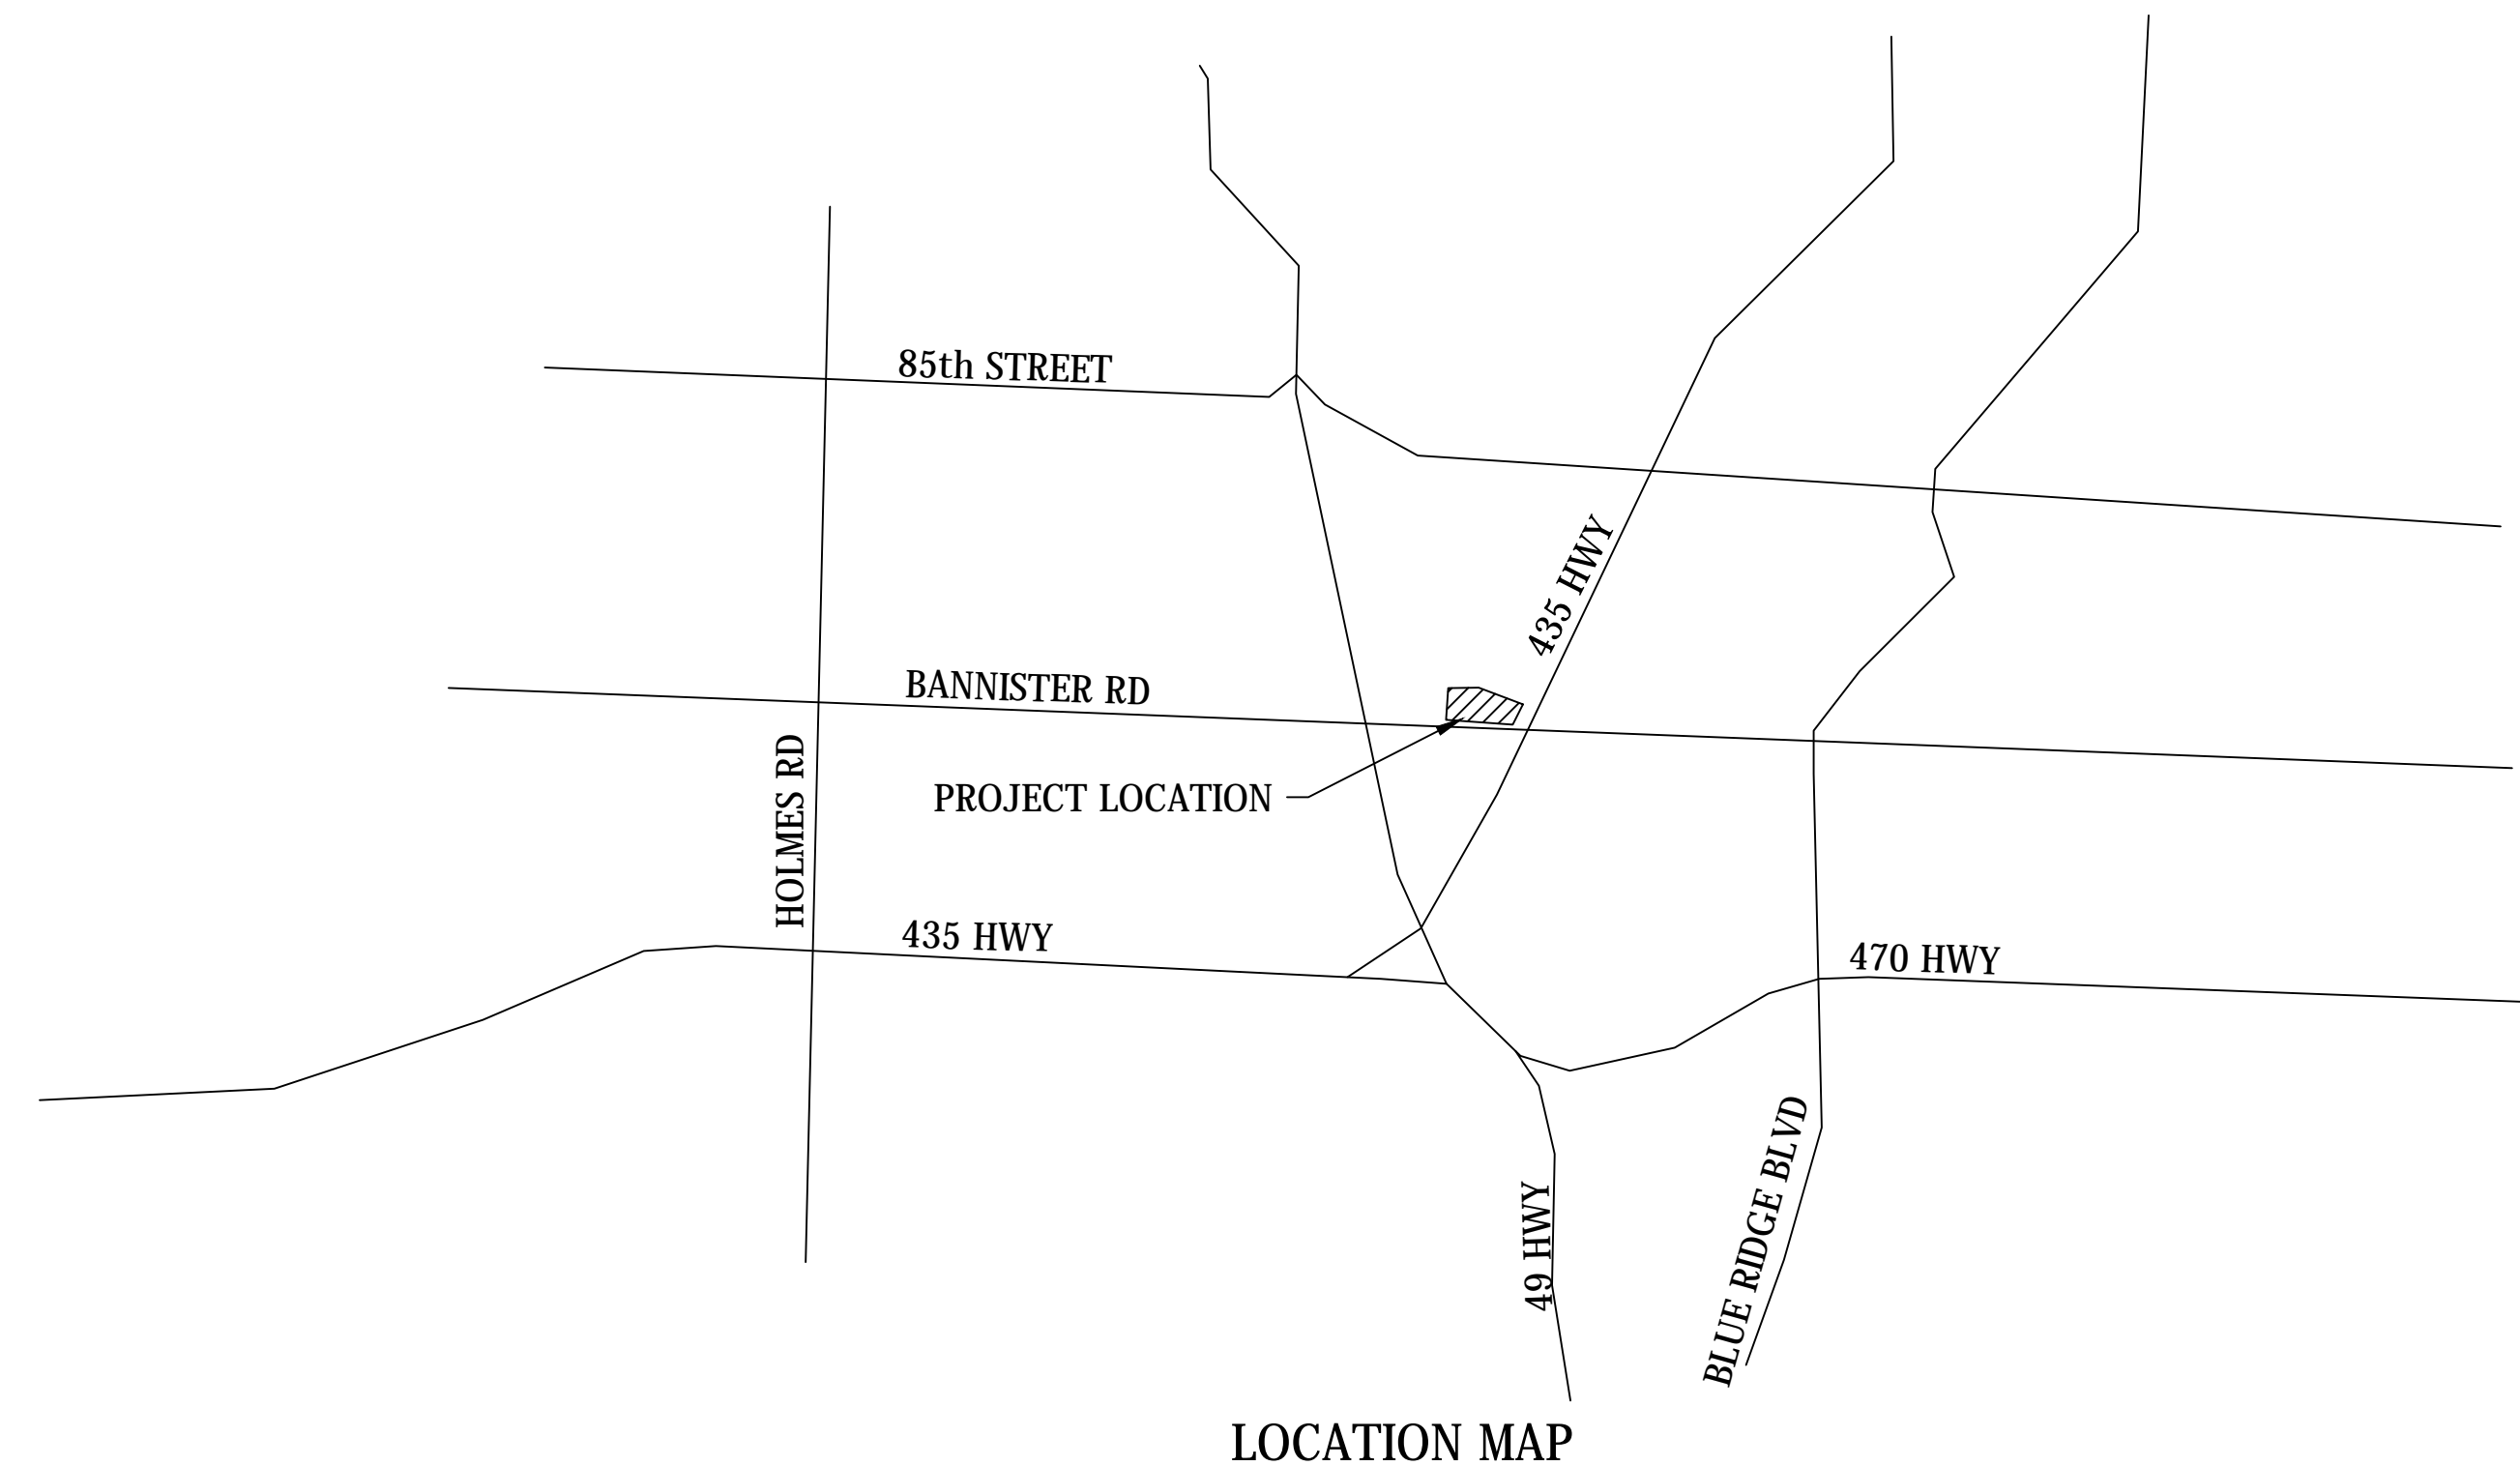 85th STREET
435 HWY
BANNISTER RD
HOLMES RD
PROJECT LOCATION
435 HWY
470 HWY
BLUE RIDGE BLVD
49 HWY
LOCATION MAP